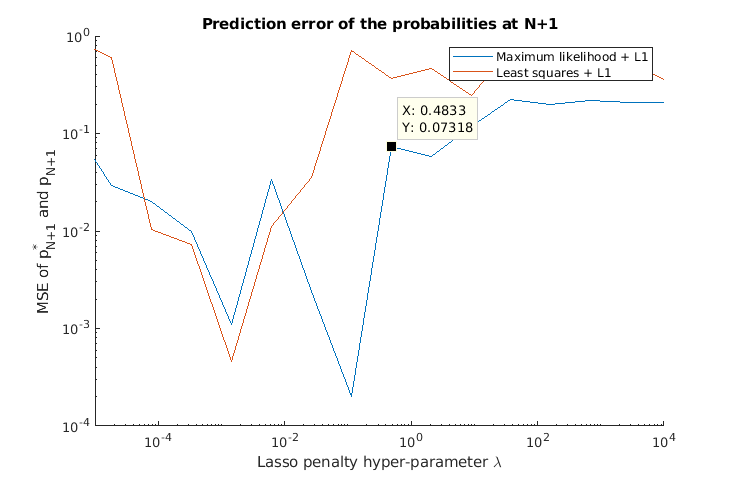 Prediction error of the probabilities at N+1
Maximum likelihood + L1
Least squares + L1
X: 0.4833
Y: 0.07318
10^0
10^-1
10^-2
10^-3
10^-4
MSE of p*_N+1 and p_N+1
10^-4
10^-2
10^0
10^2
10^4
Lasso penalty hyper-parameter λ